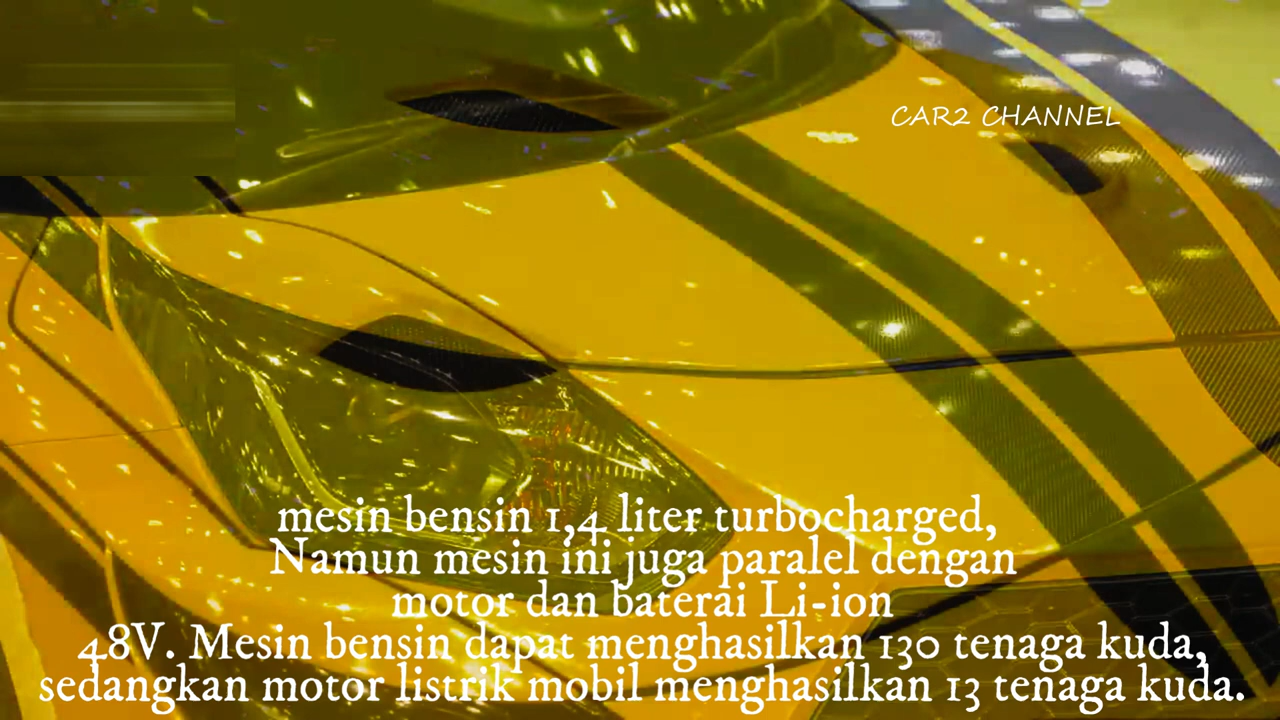 CAR2 CHANNEL
mesin bensin 1,4 liter turbocharged,
Namun mesin ini juga paralel dengan
motor dan baterai Li-ion
48V. Mesin bensin dapat menghasilkan 130 tenaga kuda,
sedangkan motor listrik mobil menghasilkan 13 tenaga kuda.